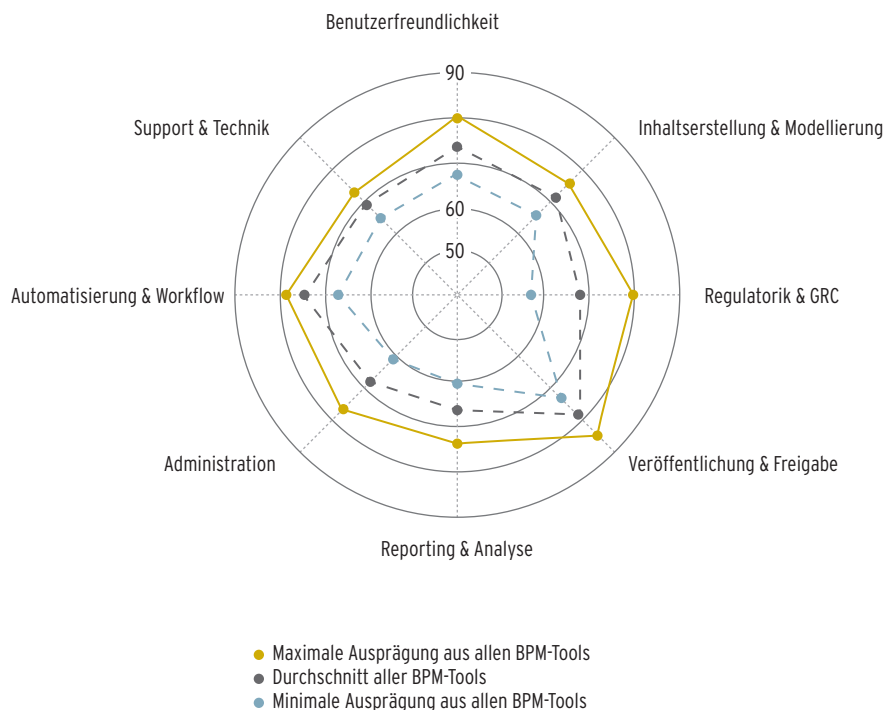 Benutzerfreundlichkeit
90
Support & Technik
Inhaltserstellung & Modellierung
60
50
Automatisierung & Workflow
Regulatorik & GRC
Administration
Veröffentlichung & Freigabe
Reporting & Analyse
Maximale Ausprägung aus allen BPM-Tools
Durchschnitt aller BPM-Tools
Minimale Ausprägung aus allen BPM-Tools